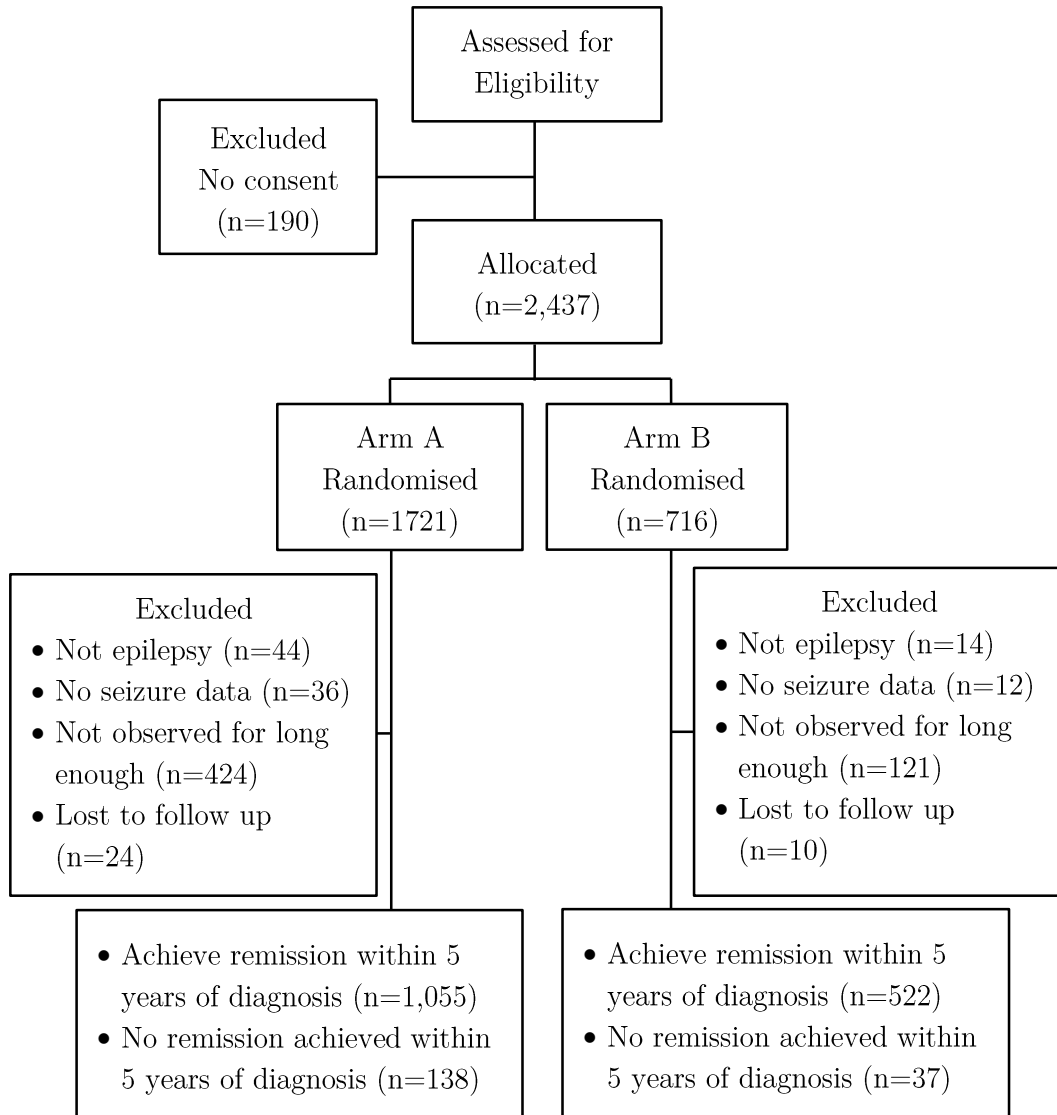 Assessed for
Eligibility
Excluded
No consent
(n=190)
Allocated
(n=2,437)
Arm A
Randomised
(n=1721)
Arm B
Randomised
(n=716)
Excluded
• Not epilepsy (n=44)
• No seizure data (n=36)
• Not observed for long
enough (n=424)
• Lost to follow up
(n=24)
Excluded
• Not epilepsy (n=14)
• No seizure data (n=12)
• Not observed for long
enough (n=121)
• Lost to follow up
(n=10)
• Achieve remission within 5
years of diagnosis (n=1,055)
• No remission achieved within
5 years of diagnosis (n=138)
• Achieve remission within 5
years of diagnosis (n=522)
• No remission achieved within
5 years of diagnosis (n=37)